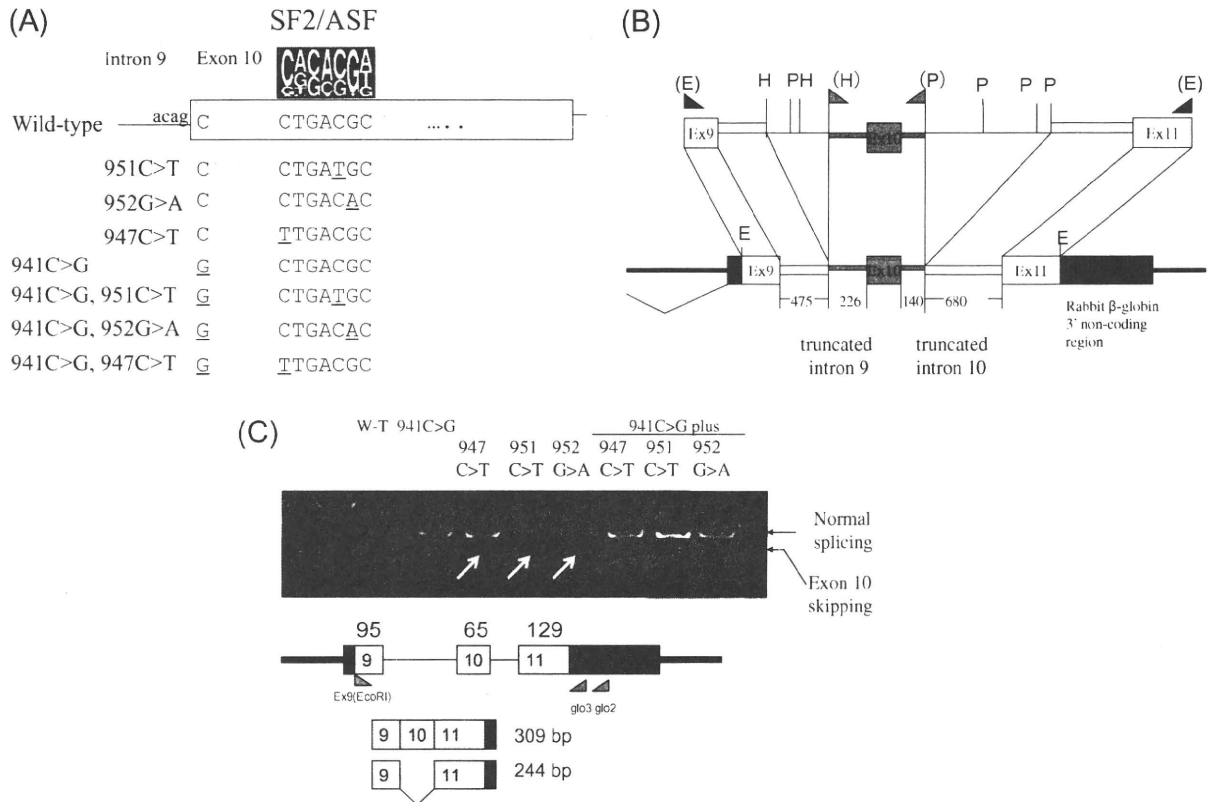 (A)
SF2/ASF
Intron 9 Exon 10
Wild-type acag C CTGACGC .....
951C>T C CTGATGC
952G>A C CTGACAC
947C>T C TTGACGC
941C>G G CTGACGC
941C>G, 951C>T G CTGATGC
941C>G, 952G>A G CTGACAC
941C>G, 947C>T G TTGACGC
(B)
(E) H PH (H) (P) P P P (E)
Ex9 Ex10 Ex11
E E
Ex9 Ex10 Ex11
475 226 140 680
Rabbit β-globin
3' non-coding
region
truncated
intron 9
truncated
intron 10
(C)
W-T 941C>G 941C>G plus
947 951 952 947 951 952
C>T C>T G>A C>T C>T G>A
Normal
splicing
Exon 10
skipping
95 65 129
9 10 11
Ex9(EcoRI)
glo3 glo2
9 10 11 309 bp
9 11 244 bp